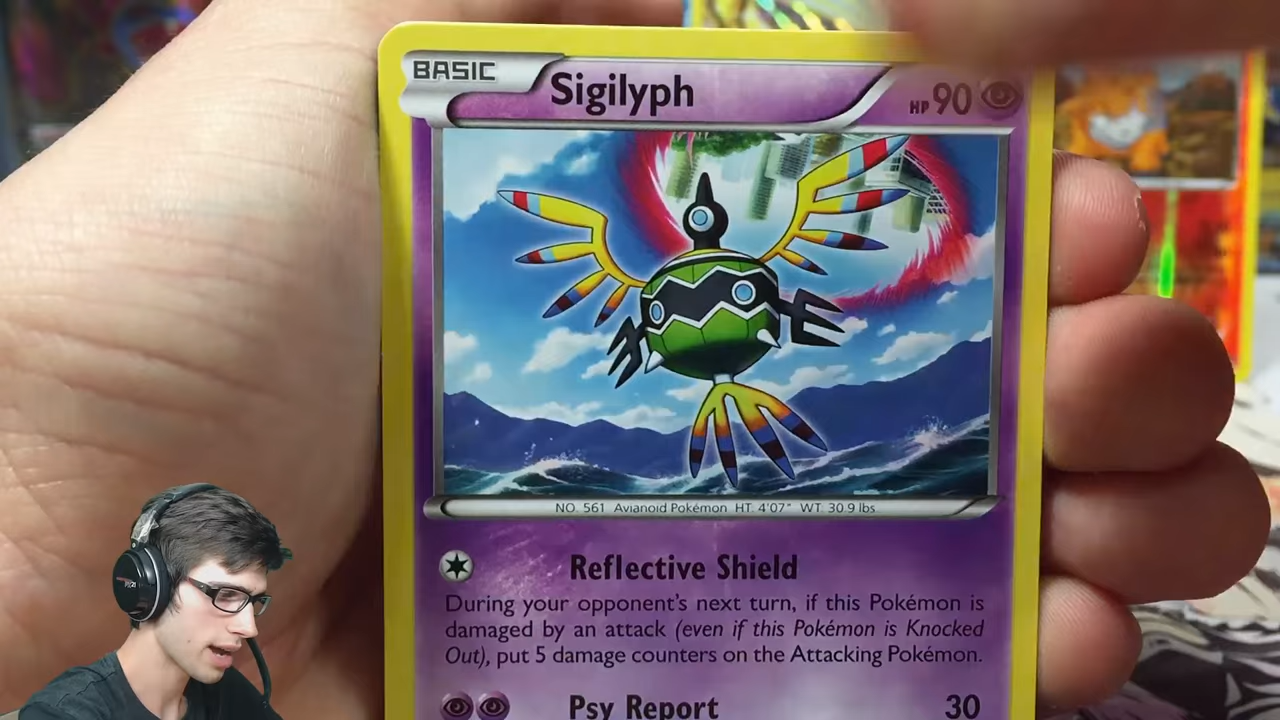 BASIC
Sigilyph
HP 90
NO. 561 Avianoid Pokémon HT. 4'07" WT. 30.9 lbs.
Reflective Shield
During your opponent's next turn, if this Pokémon is
damaged by an attack (even if this Pokémon is Knocked
Out), put 5 damage counters on the Attacking Pokémon.
Psy Report 30